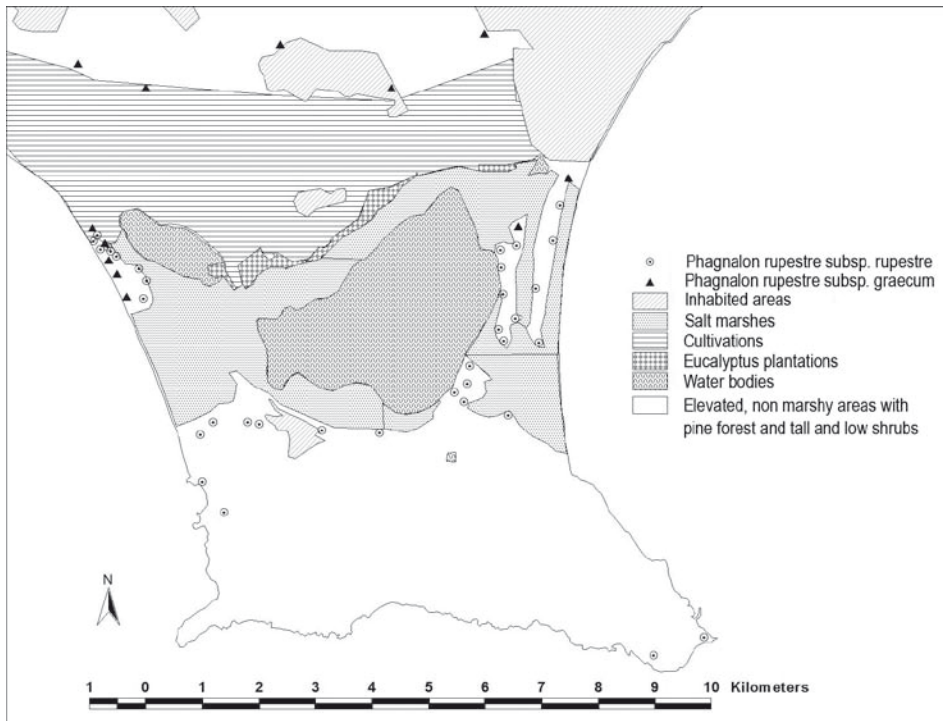 Phagnalon rupestre subsp. rupestre
Phagnalon rupestre subsp. graecum
Inhabited areas
Salt marshes
Cultivations
Eucalyptus plantations
Water bodies
Elevated, non marshy areas with
pine forest and tall and low shrubs
N
1 0 1 2 3 4 5 6 7 8 9 10 Kilometers